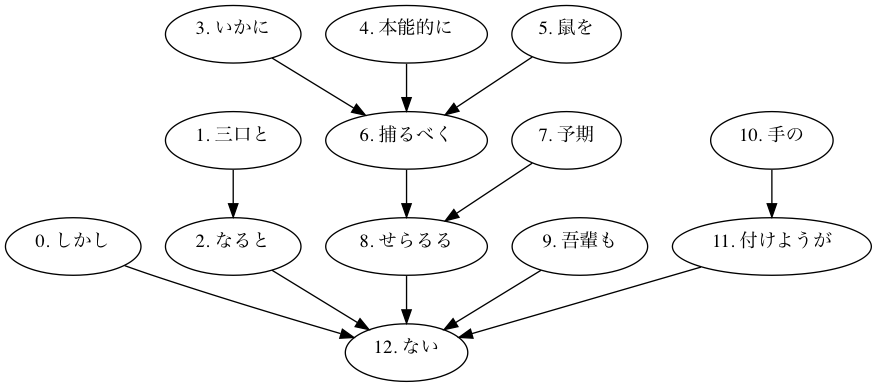 3. いかに
4. 本能的に
5. 鼠を
1. 三口と
6. 捕るべく
7. 予期
10. 手の
0. しかし
2. なると
8. せらるる
9. 吾輩も
11. 付けようが
12. ない